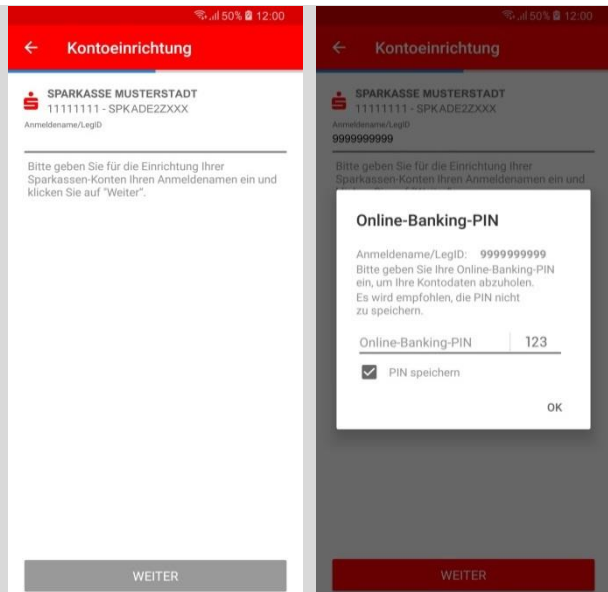 50% 12:00
Kontoeinrichtung
SPARKASSE MUSTERSTADT
11111111 - SPKADE2ZXXX
Anmeldename/LegID
Bitte geben Sie für die Einrichtung Ihrer
Sparkassen-Konten Ihren Anmeldenamen ein und
klicken Sie auf "Weiter".
WEITER
50% 12:00
Kontoeinrichtung
SPARKASSE MUSTERSTADT
11111111 - SPKADE2ZXXX
Anmeldename/LegID
9999999999
Bitte geben Sie für die Einrichtung Ihrer
Sparkassen-Konten Ihren Anmeldenamen ein und
Online-Banking-PIN
Anmeldename/LegID: 9999999999
Bitte geben Sie Ihre Online-Banking-PIN
ein, um Ihre Kontodaten abzuholen.
Es wird empfohlen, die PIN nicht
zu speichern.
Online-Banking-PIN 123
PIN speichern
OK
WEITER